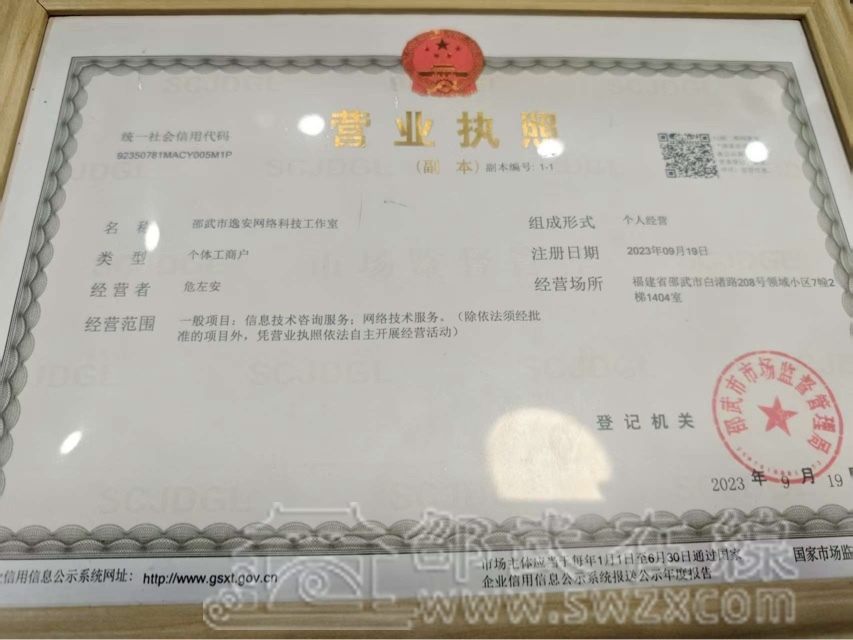 营业执照
（副 本） 副本编号: 1-1
统一社会信用代码
92350781MACY005M1P
名 称 邵武市逸安网络科技工作室
类 型 个体工商户
经营者 危左安
经营范围 一般项目：信息技术咨询服务；网络技术服务。（除依法须经批
准的项目外，凭营业执照依法自主开展经营活动）
组成形式 个人经营
注册日期 2023年09月19日
经营场所 福建省邵武市白渚路208号领域小区7幢2
梯1404室
登记机关
邵武市市场监督管理局
2023 年 9 月 19
业信用信息公示系统网址： http://www.gsxt.gov.cn
市场主体应当于每年1月1日至6月30日通过国家
企业信用信息公示系统报送公示年度报告
国家市场监
邵武在线
www.swzx.com